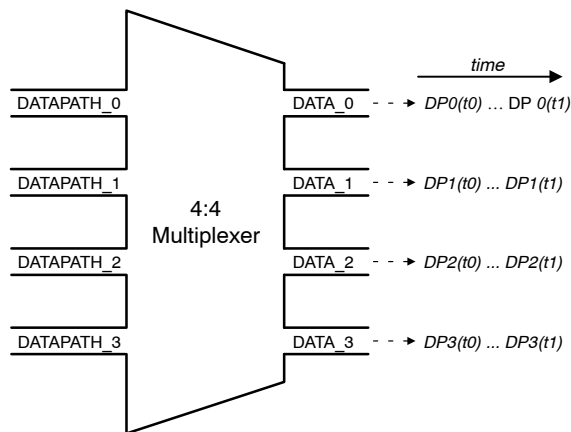 time
DATAPATH_0 DATA_0 DP0(t0) … DP 0(t1)
DATAPATH_1 DATA_1 DP1(t0) ... DP1(t1)
4:4
Multiplexer
DATAPATH_2 DATA_2 DP2(t0) ... DP2(t1)
DATAPATH_3 DATA_3 DP3(t0) ... DP3(t1)